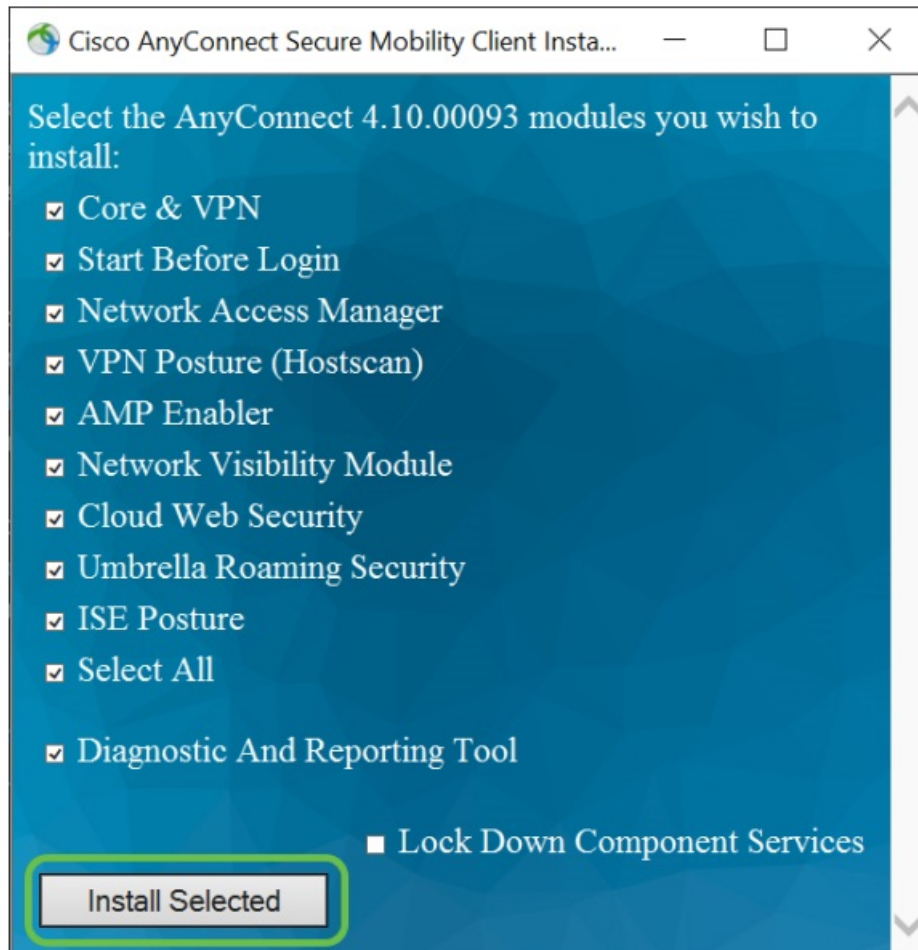 Cisco AnyConnect Secure Mobility Client Insta...
Select the AnyConnect 4.10.00093 modules you wish to
install:
Core & VPN
Start Before Login
Network Access Manager
VPN Posture (Hostscan)
AMP Enabler
Network Visibility Module
Cloud Web Security
Umbrella Roaming Security
ISE Posture
Select All
Diagnostic And Reporting Tool
Lock Down Component Services
Install Selected